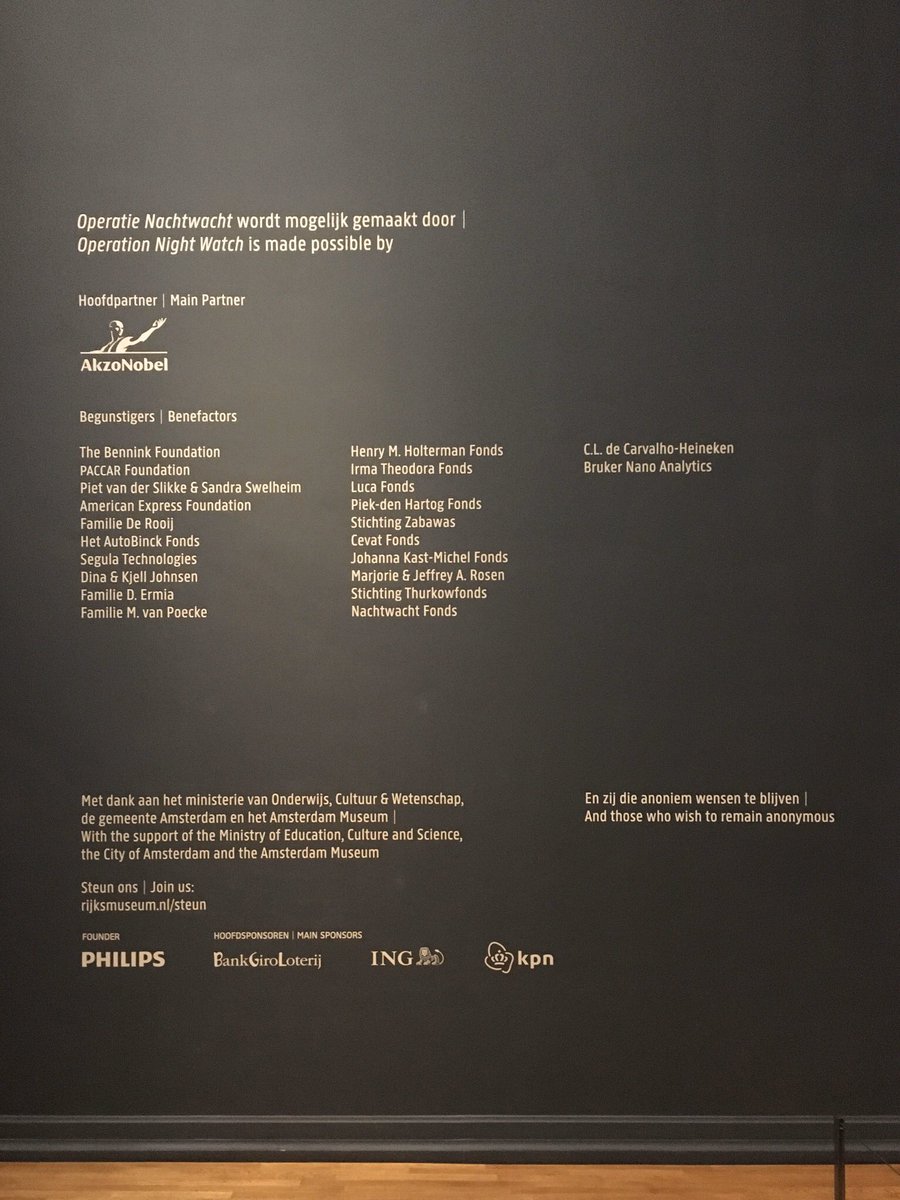 Operatie Nachtwacht wordt mogelijk gemaakt door |
Operation Night Watch is made possible by
Hoofdpartner | Main Partner
AkzoNobel
Begunstigers | Benefactors
The Bennink Foundation
PACCAR Foundation
Piet van der Slikke & Sandra Swelheim
American Express Foundation
Familie De Rooij
Het AutoBinck Fonds
Segula Technologies
Dina & Kjell Johnsen
Familie D. Ermia
Familie M. van Poecke
Henry M. Holterman Fonds
Irma Theodora Fonds
Luca Fonds
Piek-den Hartog Fonds
Stichting Zabawas
Cevat Fonds
Johanna Kast-Michel Fonds
Marjorie & Jeffrey A. Rosen
Stichting Thurkowfonds
Nachtwacht Fonds
C.L. de Carvalho-Heineken
Bruker Nano Analytics
Met dank aan het ministerie van Onderwijs, Cultuur & Wetenschap,
de gemeente Amsterdam en het Amsterdam Museum |
With the support of the Ministry of Education, Culture and Science,
the City of Amsterdam and the Amsterdam Museum
En zij die anoniem wensen te blijven |
And those who wish to remain anonymous
Steun ons | Join us:
rijksmuseum.nl/steun
FOUNDER
PHILIPS
HOOFDSPONSOREN | MAIN SPONSORS
BankGiroLoterij
ING
kpn